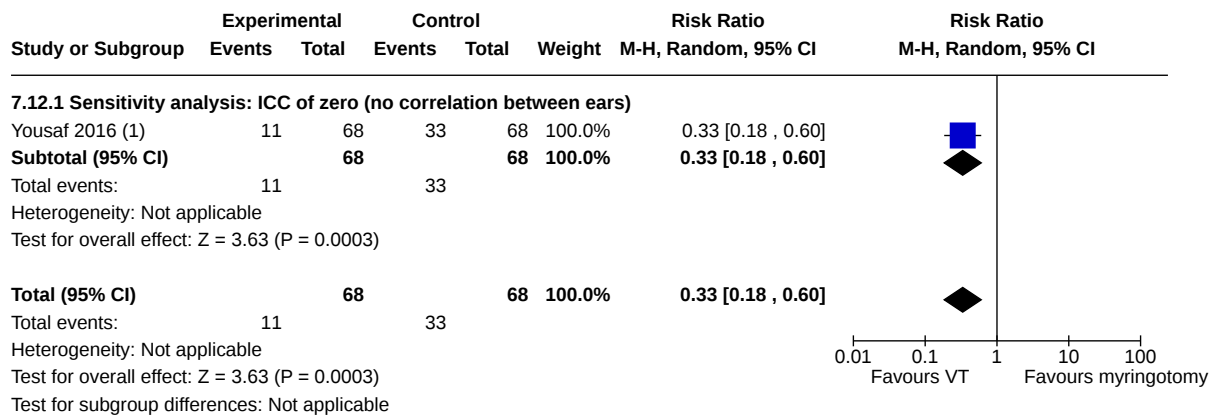 Experimental Control Risk Ratio Risk Ratio
Study or Subgroup Events Total Events Total Weight M-H, Random, 95% CI M-H, Random, 95% CI
7.12.1 Sensitivity analysis: ICC of zero (no correlation between ears)
Yousaf 2016 (1) 11 68 33 68 100.0% 0.33 [0.18 , 0.60]
Subtotal (95% CI) 68 68 100.0% 0.33 [0.18 , 0.60]
Total events: 11 33
Heterogeneity: Not applicable
Test for overall effect: Z = 3.63 (P = 0.0003)
Total (95% CI) 68 68 100.0% 0.33 [0.18 , 0.60]
Total events: 11 33
Heterogeneity: Not applicable
0.01 0.1 1 10 100
Test for overall effect: Z = 3.63 (P = 0.0003) Favours VT Favours myringotomy
Test for subgroup differences: Not applicable